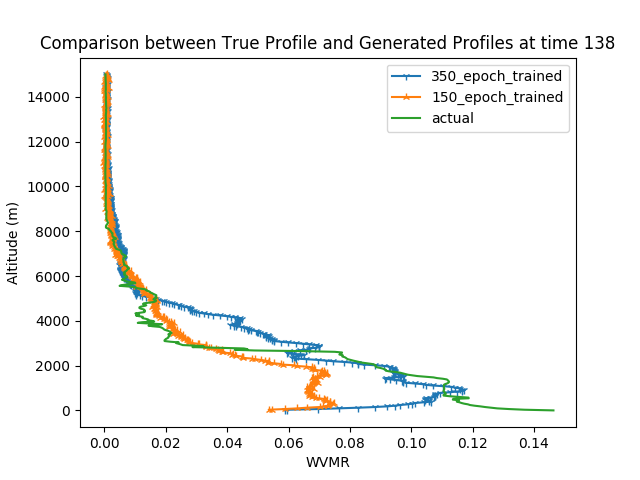 Comparison between True Profile and Generated Profiles at time 138
350_epoch_trained
150_epoch_trained
actual
Altitude (m)
14000
12000
10000
8000
6000
4000
2000
0
0.00 0.02 0.04 0.06 0.08 0.10 0.12 0.14
WVMR